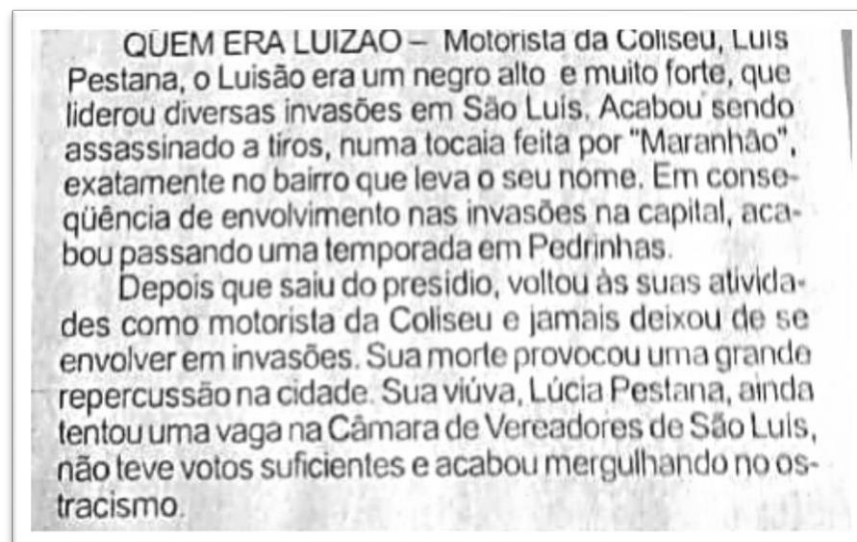 QUEM ERA LUIZAO – Motorista da Coliseu, Luis
Pestana, o Luisão era um negro alto e muito forte, que
liderou diversas invasões em São Luis. Acabou sendo
assassinado a tiros, numa tocaia feita por "Maranhão",
exatamente no bairro que leva o seu nome. Em conse-
qüência de envolvimento nas invasões na capital, aca-
bou passando uma temporada em Pedrinhas.
Depois que saiu do presídio, voltou às suas ativida-
des como motorista da Coliseu e jamais deixou de se
envolver em invasões. Sua morte provocou uma grande
repercussão na cidade. Sua viúva, Lúcia Pestana, ainda
tentou uma vaga na Câmara de Vereadores de São Luis,
não teve votos suficientes e acabou mergulhando no os-
tracismo.